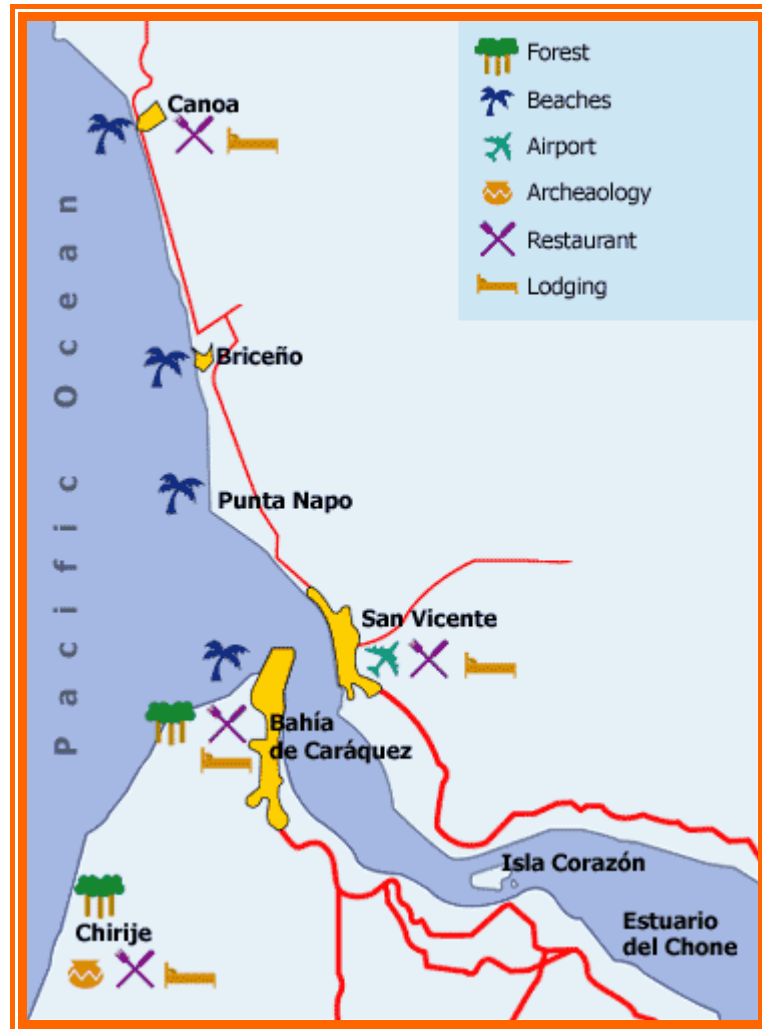 Forest
Beaches
Airport
Archeaology
Restaurant
Lodging
Canoa
Pacific Ocean
Briceño
Punta Napo
San Vicente
Bahía
de Caráquez
Isla Corazón
Chirije
Estuario
del Chone